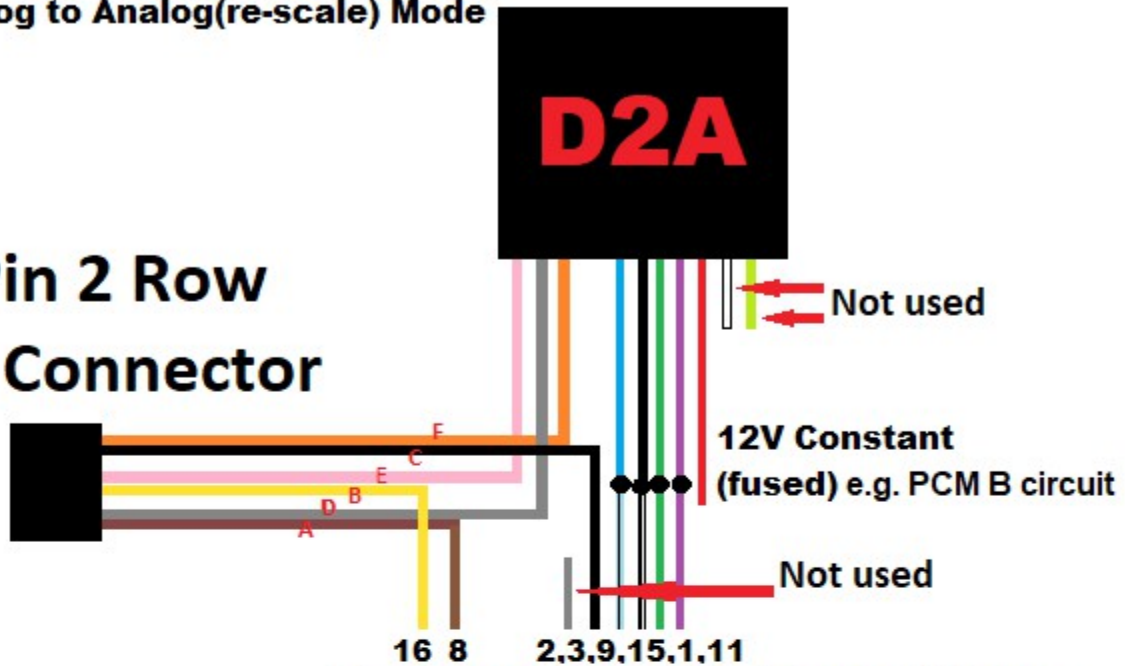 og to Analog(re-scale) Mode
D2A
in 2 Row
Connector
Not used
F
C
E
B
D
A
12V Constant
(fused) e.g. PCM B circuit
Not used
16 8 2,3,9,15,1,11